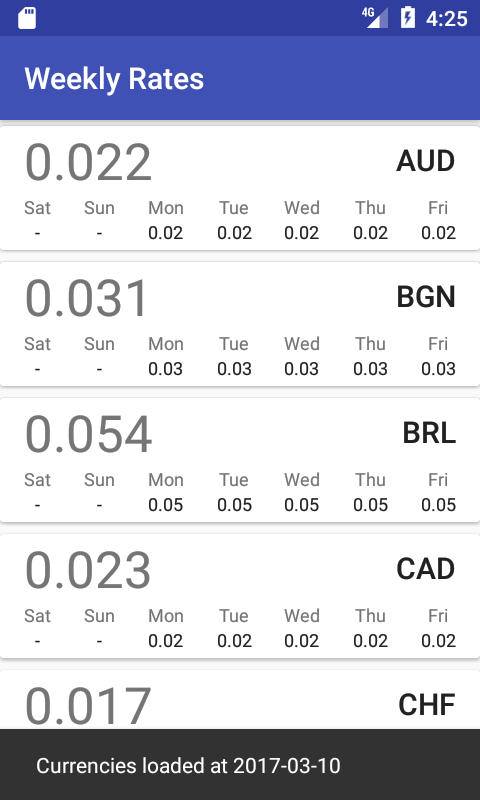 4G 4:25
Weekly Rates
0.022 AUD
Sat Sun Mon Tue Wed Thu Fri
- - 0.02 0.02 0.02 0.02 0.02
0.031 BGN
Sat Sun Mon Tue Wed Thu Fri
- - 0.03 0.03 0.03 0.03 0.03
0.054 BRL
Sat Sun Mon Tue Wed Thu Fri
- - 0.05 0.05 0.05 0.05 0.05
0.023 CAD
Sat Sun Mon Tue Wed Thu Fri
- - 0.02 0.02 0.02 0.02 0.02
0.017 CHF
Currencies loaded at 2017-03-10